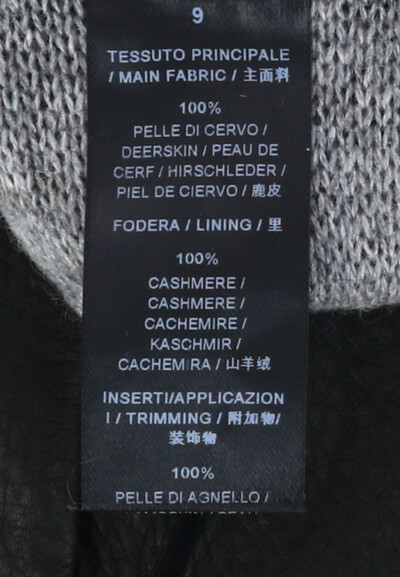 9
TESSUTO PRINCIPALE
/ MAIN FABRIC / 主面料
100%
PELLE DI CERVO /
DEERSKIN / PEAU DE
CERF / HIRSCHLEDER /
PIEL DE CIERVO / 鹿皮
FODERA / LINING / 里
100%
CASHMERE /
CASHMERE /
CACHEMIRE /
KASCHMIR /
CACHEMIRA / 山羊绒
INSERTI/APPLICAZION
I / TRIMMING / 附加物/
装饰物
100%
PELLE DI AGNELLO /